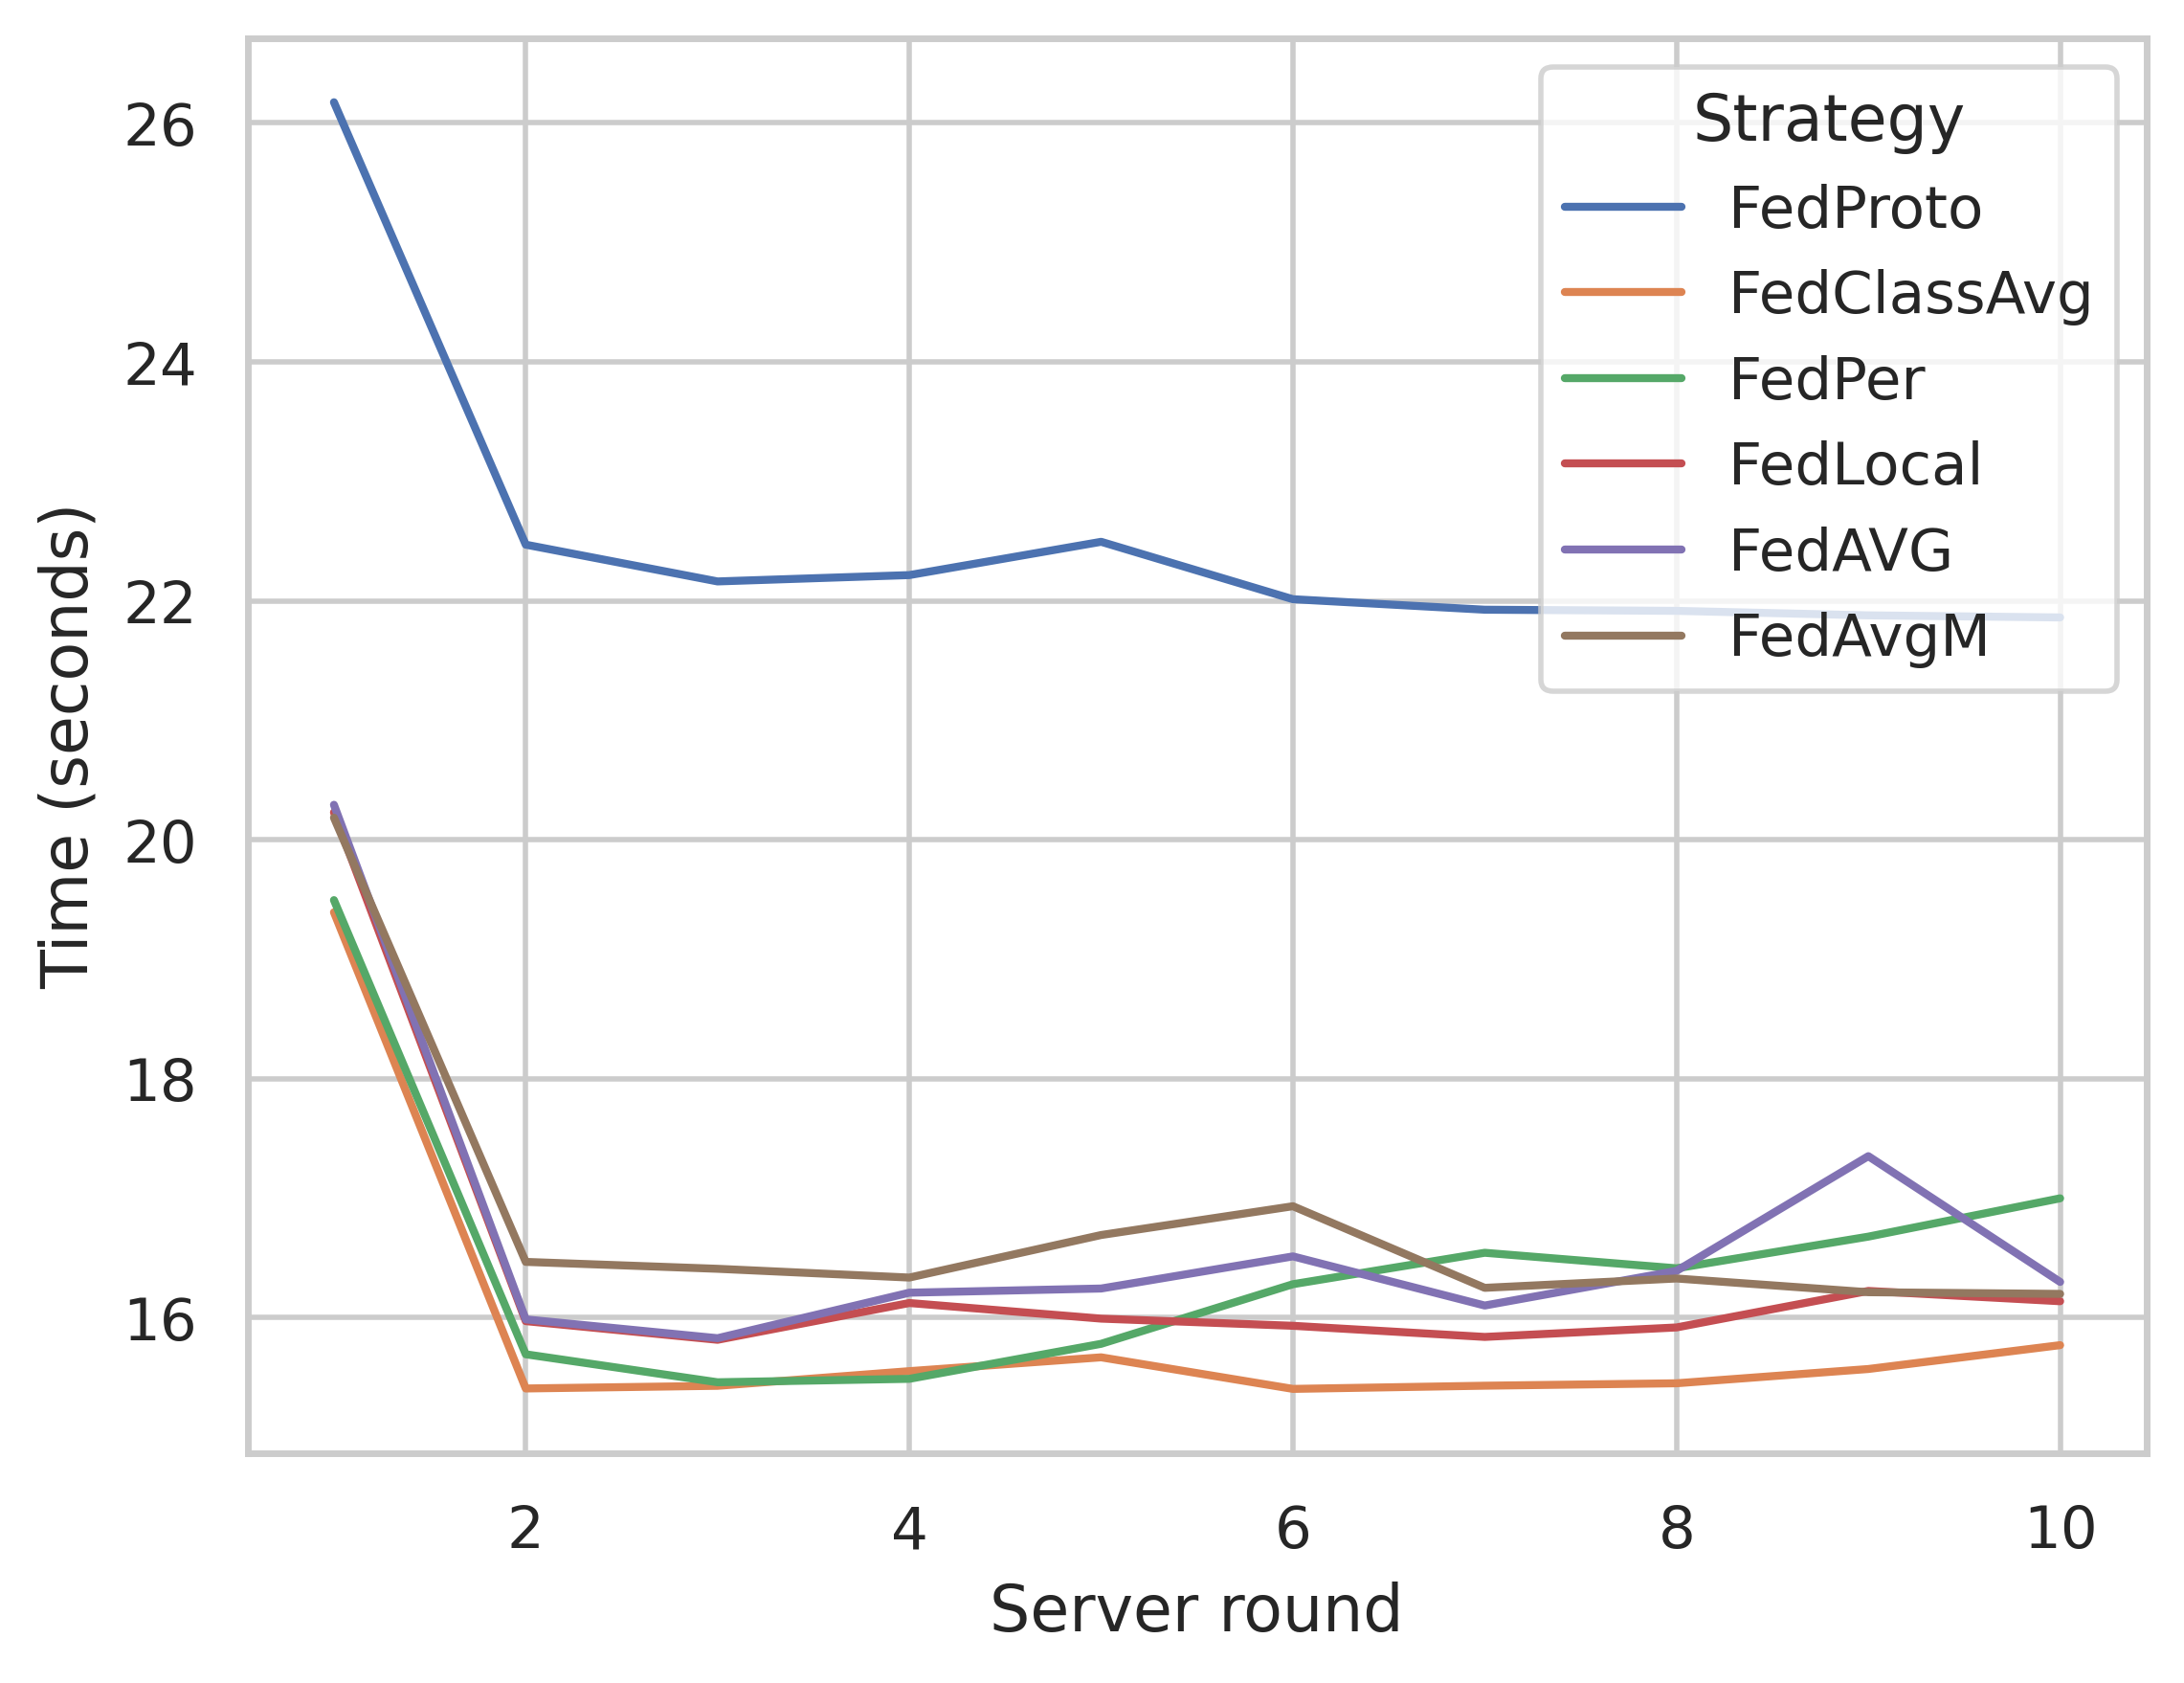 Strategy
FedProto
FedClassAvg
FedPer
FedLocal
FedAVG
FedAvgM
26
24
22
20
18
16
Time (seconds)
2 4 6 8 10
Server round